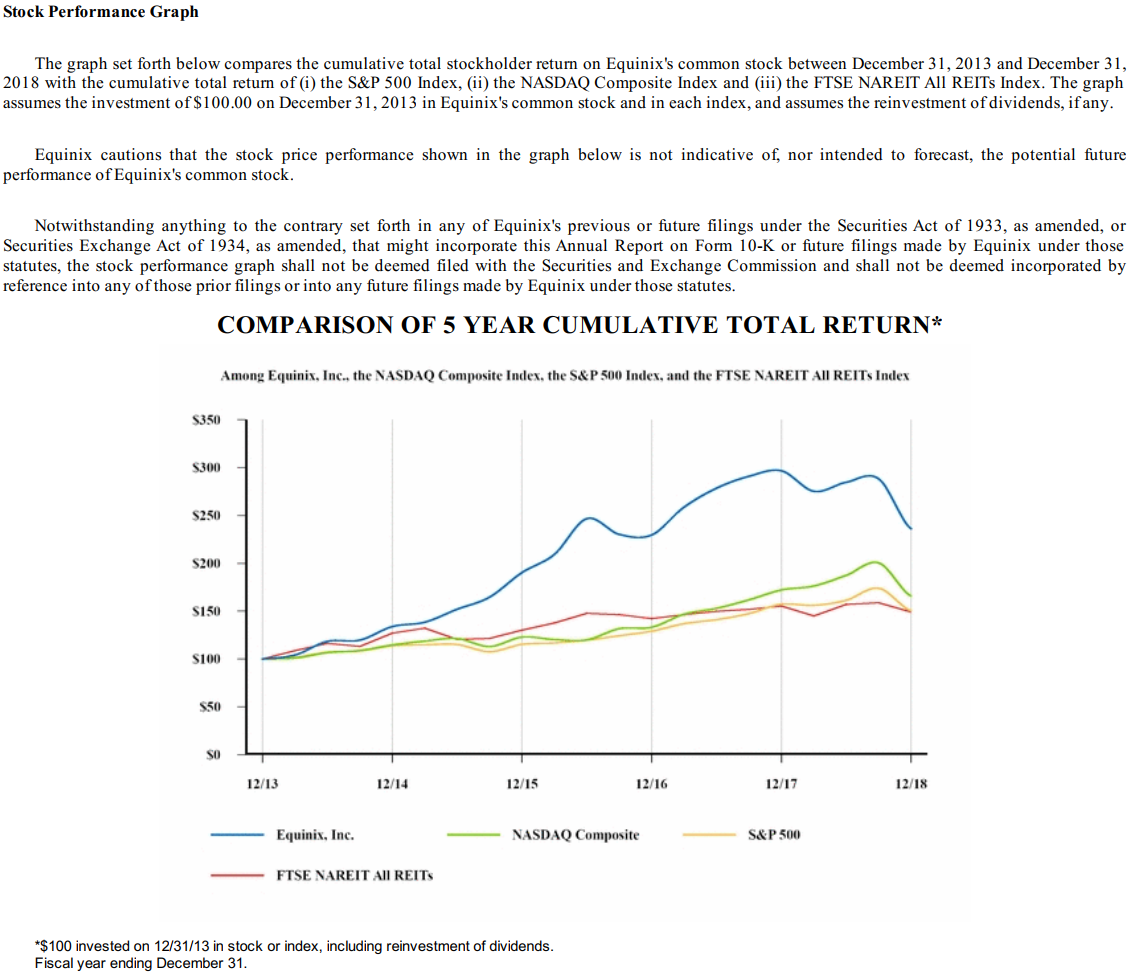 Stock Performance Graph
The graph set forth below compares the cumulative total stockholder return on Equinix's common stock between December 31, 2013 and December 31,
2018 with the cumulative total return of (i) the S&P 500 Index, (ii) the NASDAQ Composite Index and (iii) the FTSE NAREIT All REITs Index. The graph
assumes the investment of $100.00 on December 31, 2013 in Equinix's common stock and in each index, and assumes the reinvestment of dividends, if any.
Equinix cautions that the stock price performance shown in the graph below is not indicative of, nor intended to forecast, the potential future
performance of Equinix's common stock.
Notwithstanding anything to the contrary set forth in any of Equinix's previous or future filings under the Securities Act of 1933, as amended, or
Securities Exchange Act of 1934, as amended, that might incorporate this Annual Report on Form 10-K or future filings made by Equinix under those
statutes, the stock performance graph shall not be deemed filed with the Securities and Exchange Commission and shall not be deemed incorporated by
reference into any of those prior filings or into any future filings made by Equinix under those statutes.
COMPARISON OF 5 YEAR CUMULATIVE TOTAL RETURN*
Among Equinix, Inc., the NASDAQ Composite Index, the S&P 500 Index, and the FTSE NAREIT All REITs Index
$350
$300
$250
$200
$150
$100
$50
$0
12/13 12/14 12/15 12/16 12/17 12/18
Equinix, Inc. NASDAQ Composite S&P 500
FTSE NAREIT All REITs
*$100 invested on 12/31/13 in stock or index, including reinvestment of dividends.
Fiscal year ending December 31.